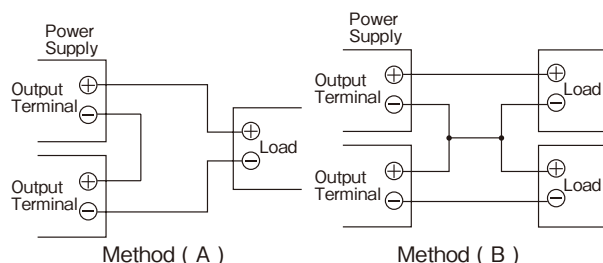 Power
Supply
Output
Terminal
+
−
Output
Terminal
+
−
+
−
Load
Method ( A )
Power Supply
Output
Terminal
+
−
Output
Terminal
+
−
+
−
Load
+
−
Load
Method ( B )